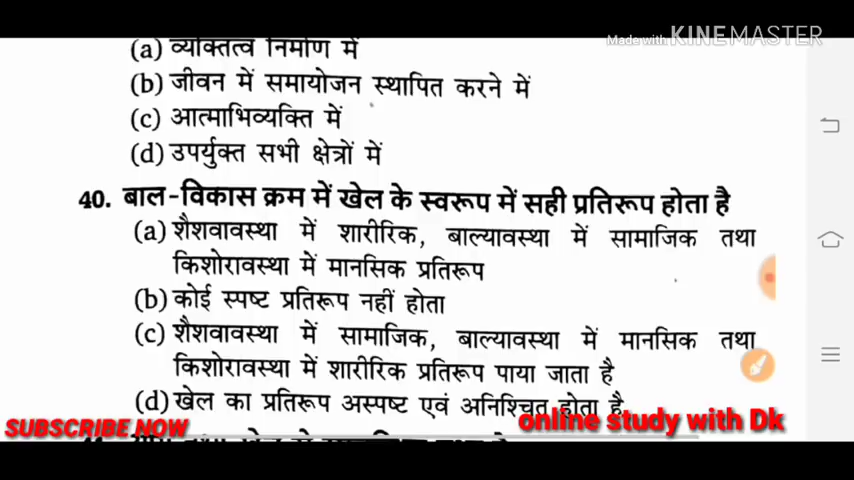 Made with KINEMASTER
(a) व्यक्तित्व निर्माण में
(b) जीवन में समायोजन स्थापित करने में
(c) आत्माभिव्यक्ति में
(d) उपर्युक्त सभी क्षेत्रों में
40. बाल-विकास क्रम में खेल के स्वरूप में सही प्रतिरूप होता है
(a) शैशवावस्था में शारीरिक, बाल्यावस्था में सामाजिक तथा
किशोरावस्था में मानसिक प्रतिरूप
(b) कोई स्पष्ट प्रतिरूप नहीं होता
(c) शैशवावस्था में सामाजिक, बाल्यावस्था में मानसिक तथा
किशोरावस्था में शारीरिक प्रतिरूप पाया जाता है
(d) खेल का प्रतिरूप अस्पष्ट एवं अनिश्चित होता है
SUBSCRIBE NOW
online study with Dk